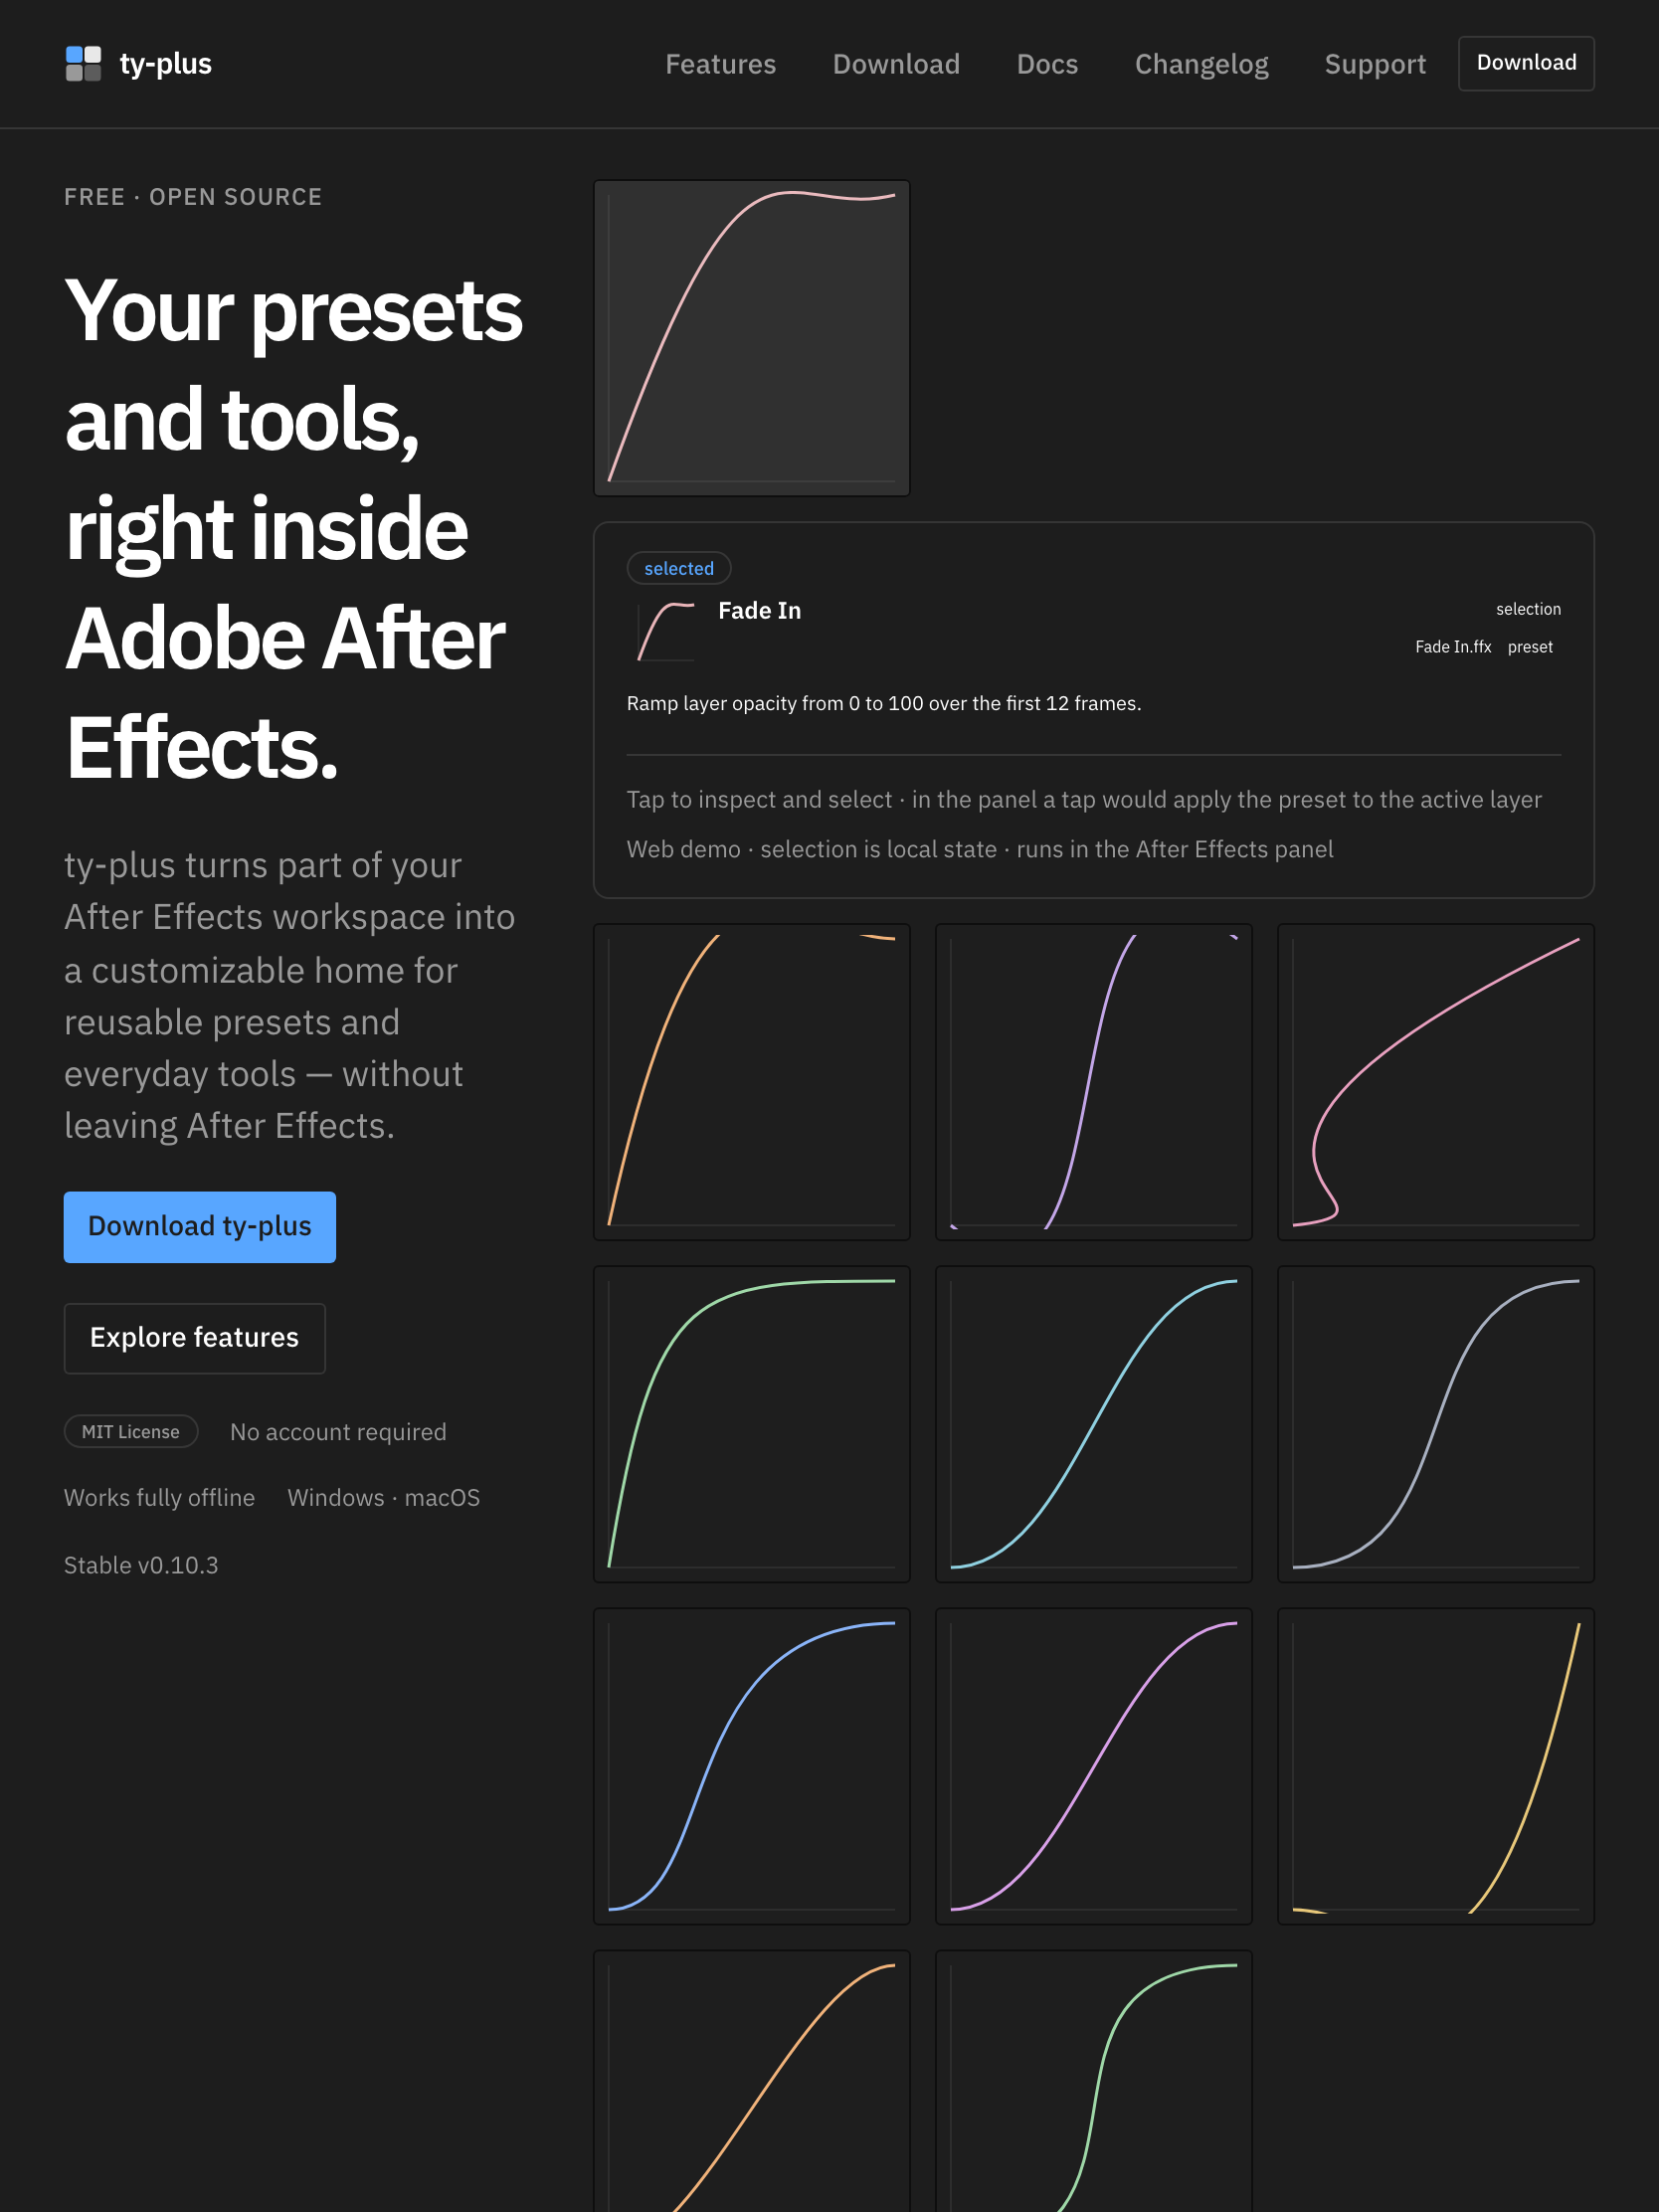 ty-plus
Features
Download
Docs
Changelog
Support
Download
FREE · OPEN SOURCE
Your presets
and tools,
right inside
Adobe After
Effects.
ty-plus turns part of your
After Effects workspace into
a customizable home for
reusable presets and
everyday tools — without
leaving After Effects.
Download ty-plus
Explore features
MIT License
No account required
Works fully offline
Windows · macOS
Stable v0.10.3
selected
Fade In
selection
Fade In.ffx preset
Ramp layer opacity from 0 to 100 over the first 12 frames.
Tap to inspect and select · in the panel a tap would apply the preset to the active layer
Web demo · selection is local state · runs in the After Effects panel